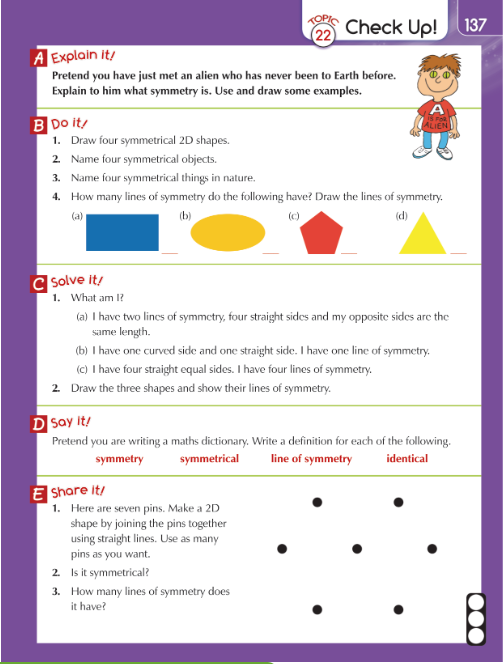 TOPIC
22
Check Up!
137
A Explain it!
Pretend you have just met an alien who has never been to Earth before.
Explain to him what symmetry is. Use and draw some examples.
A
IS FOR
ALIEN
B Do it!
1. Draw four symmetrical 2D shapes.
2. Name four symmetrical objects.
3. Name four symmetrical things in nature.
4. How many lines of symmetry do the following have? Draw the lines of symmetry.
(a) (b) (c) (d)
C Solve it!
1. What am I?
(a) I have two lines of symmetry, four straight sides and my opposite sides are the
same length.
(b) I have one curved side and one straight side. I have one line of symmetry.
(c) I have four straight equal sides. I have four lines of symmetry.
2. Draw the three shapes and show their lines of symmetry.
D Say it!
Pretend you are writing a maths dictionary. Write a definition for each of the following.
symmetry symmetrical line of symmetry identical
E Share it!
1. Here are seven pins. Make a 2D
shape by joining the pins together
using straight lines. Use as many
pins as you want.
2. Is it symmetrical?
3. How many lines of symmetry does
it have?